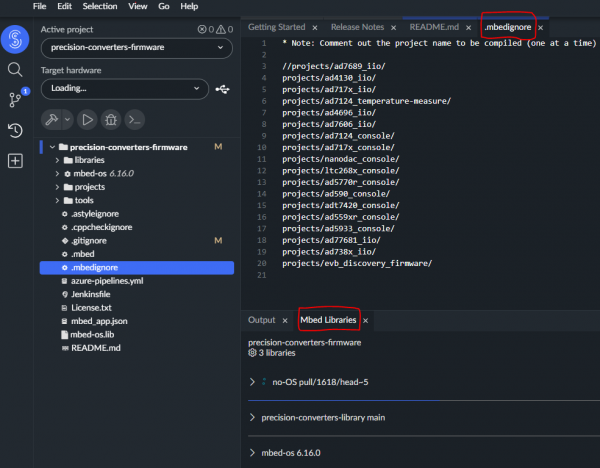 File Edit Selection View Go Help
Active project
0 0
precision-converters-firmware
Target hardware
Loading...
1
precision-converters-firmware M
libraries
mbed-os 6.16.0
projects
tools
.astyleignore
.cppcheckignore
.gitignore M
.mbed
.mbedignore
azure-pipelines.yml
Jenkinsfile
License.txt
mbed_app.json
mbed-os.lib
README.md
Getting Started Release Notes README.md .mbedignore
1 * Note: Comment out the project name to be compiled (one at a time)
2
3 //projects/ad7689_iio/
4 projects/ad4130_iio/
5 projects/ad717x_iio/
6 projects/ad7124_temperature-measure/
7 projects/ad4696_iio/
8 projects/ad7606_iio/
9 projects/ad7124_console/
10 projects/ad717x_console/
11 projects/nanodac_console/
12 projects/ltc268x_console/
13 projects/ad5770r_console/
14 projects/ad590_console/
15 projects/adt7420_console/
16 projects/ad559xr_console/
17 projects/ad5933_console/
18 projects/ad77681_iio/
19 projects/ad738x_iio/
20 projects/evb_discovery_firmware/
21
Output Mbed Libraries
precision-converters-firmware
3 libraries
no-OS pull/1618/head~5
precision-converters-library main
mbed-os 6.16.0